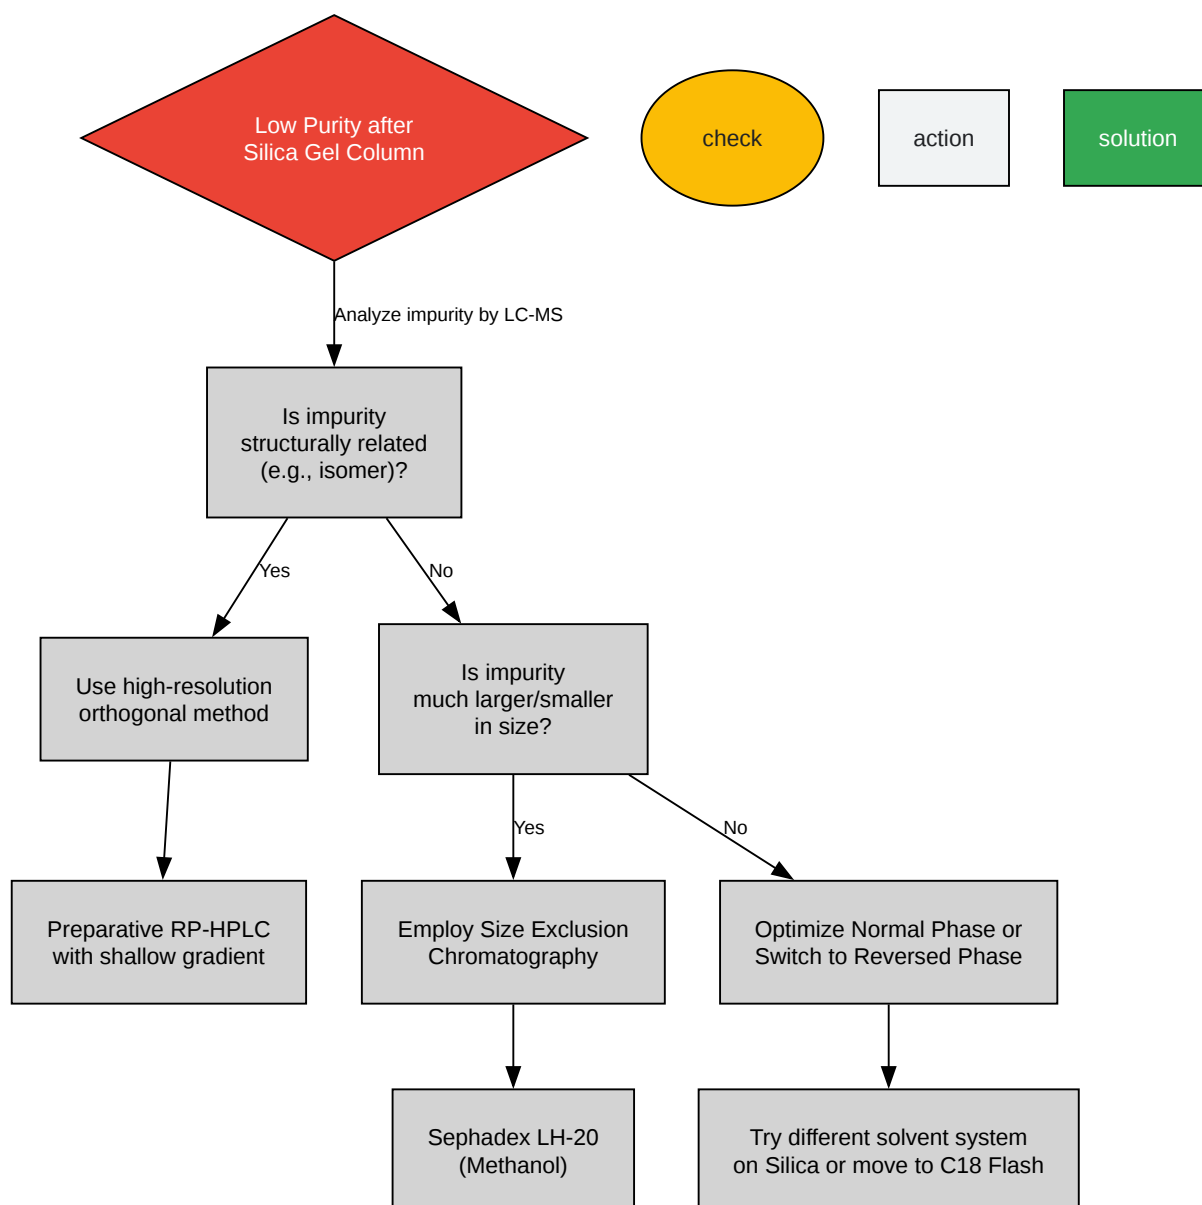 Low Purity after
Silica Gel Column
check
action
solution
Analyze impurity by LC-MS
Is impurity
structurally related
(e.g., isomer)?
Yes
No
Use high-resolution
orthogonal method
Is impurity
much larger/smaller
in size?
Yes
No
Preparative RP-HPLC
with shallow gradient
Employ Size Exclusion
Chromatography
Optimize Normal Phase or
Switch to Reversed Phase
Sephadex LH-20
(Methanol)
Try different solvent system
on Silica or move to C18 Flash